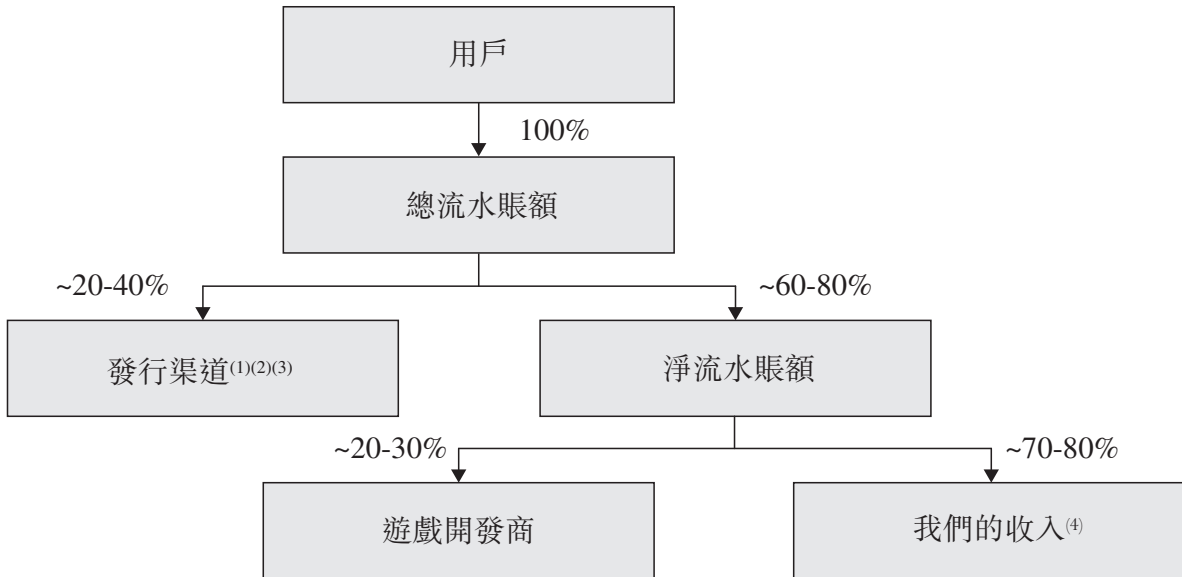 用戶
100%
總流水賬額
~20-40%
~60-80%
發行渠道(1)(2)(3)
淨流水賬額
~20-30%
~70-80%
遊戲開發商
我們的收入(4)